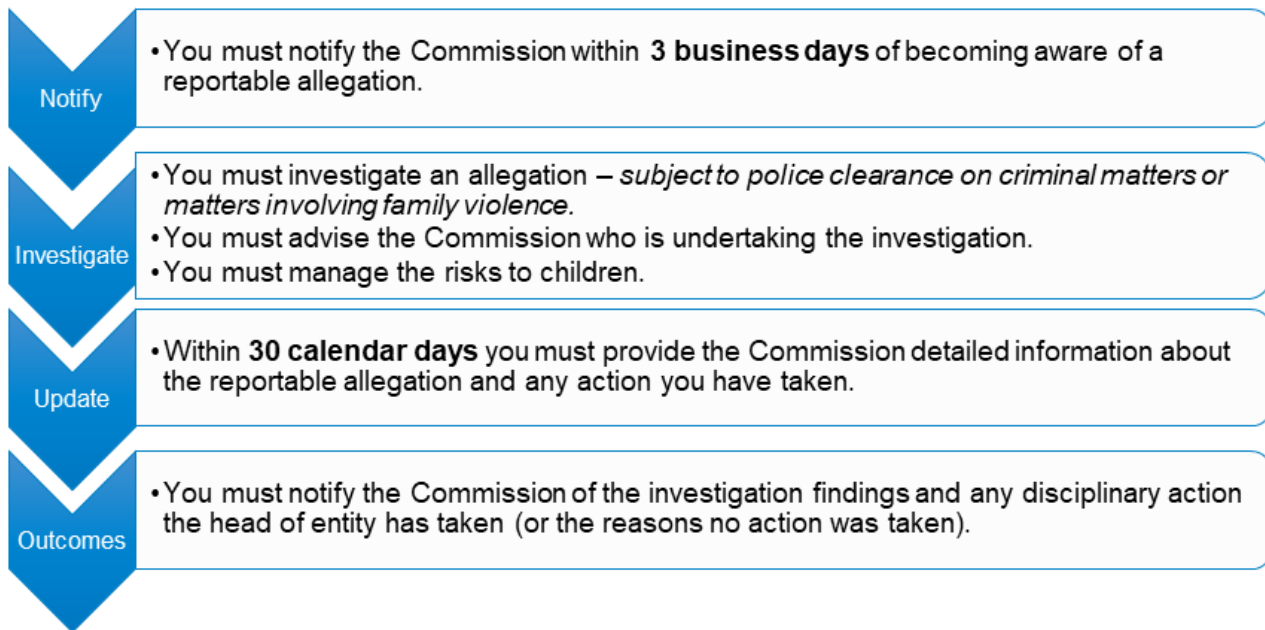 Notify
•You must notify the Commission within 3 business days of becoming aware of a
reportable allegation.
Investigate
•You must investigate an allegation – subject to police clearance on criminal matters or
matters involving family violence.
•You must advise the Commission who is undertaking the investigation.
•You must manage the risks to children.
Update
•Within 30 calendar days you must provide the Commission detailed information about
the reportable allegation and any action you have taken.
Outcomes
•You must notify the Commission of the investigation findings and any disciplinary action
the head of entity has taken (or the reasons no action was taken).